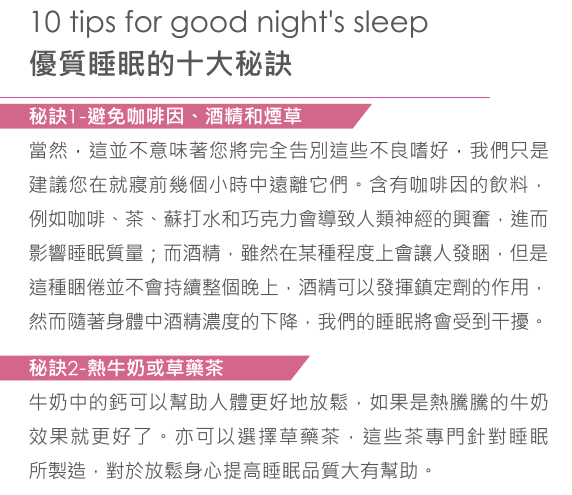 10 tips for good night's sleep
優質睡眠的十大秘訣
秘訣1-避免咖啡因、酒精和煙草
當然，這並不意味著您將完全告別這些不良嗜好，我們只是
建議您在就寢前幾個小時中遠離它們。含有咖啡因的飲料，
例如咖啡、茶、蘇打水和巧克力會導致人類神經的興奮，進而
影響睡眠質量；而酒精，雖然在某種程度上會讓人發睏，但是
這種睏倦並不會持續整個晚上，酒精可以發揮鎮定劑的作用，
然而隨著身體中酒精濃度的下降，我們的睡眠將會受到干擾。
秘訣2-熱牛奶或草藥茶
牛奶中的鈣可以幫助人體更好地放鬆，如果是熱騰騰的牛奶
效果就更好了。亦可以選擇草藥茶，這些茶專門針對睡眠
所製造，對於放鬆身心提高睡眠品質大有幫助。